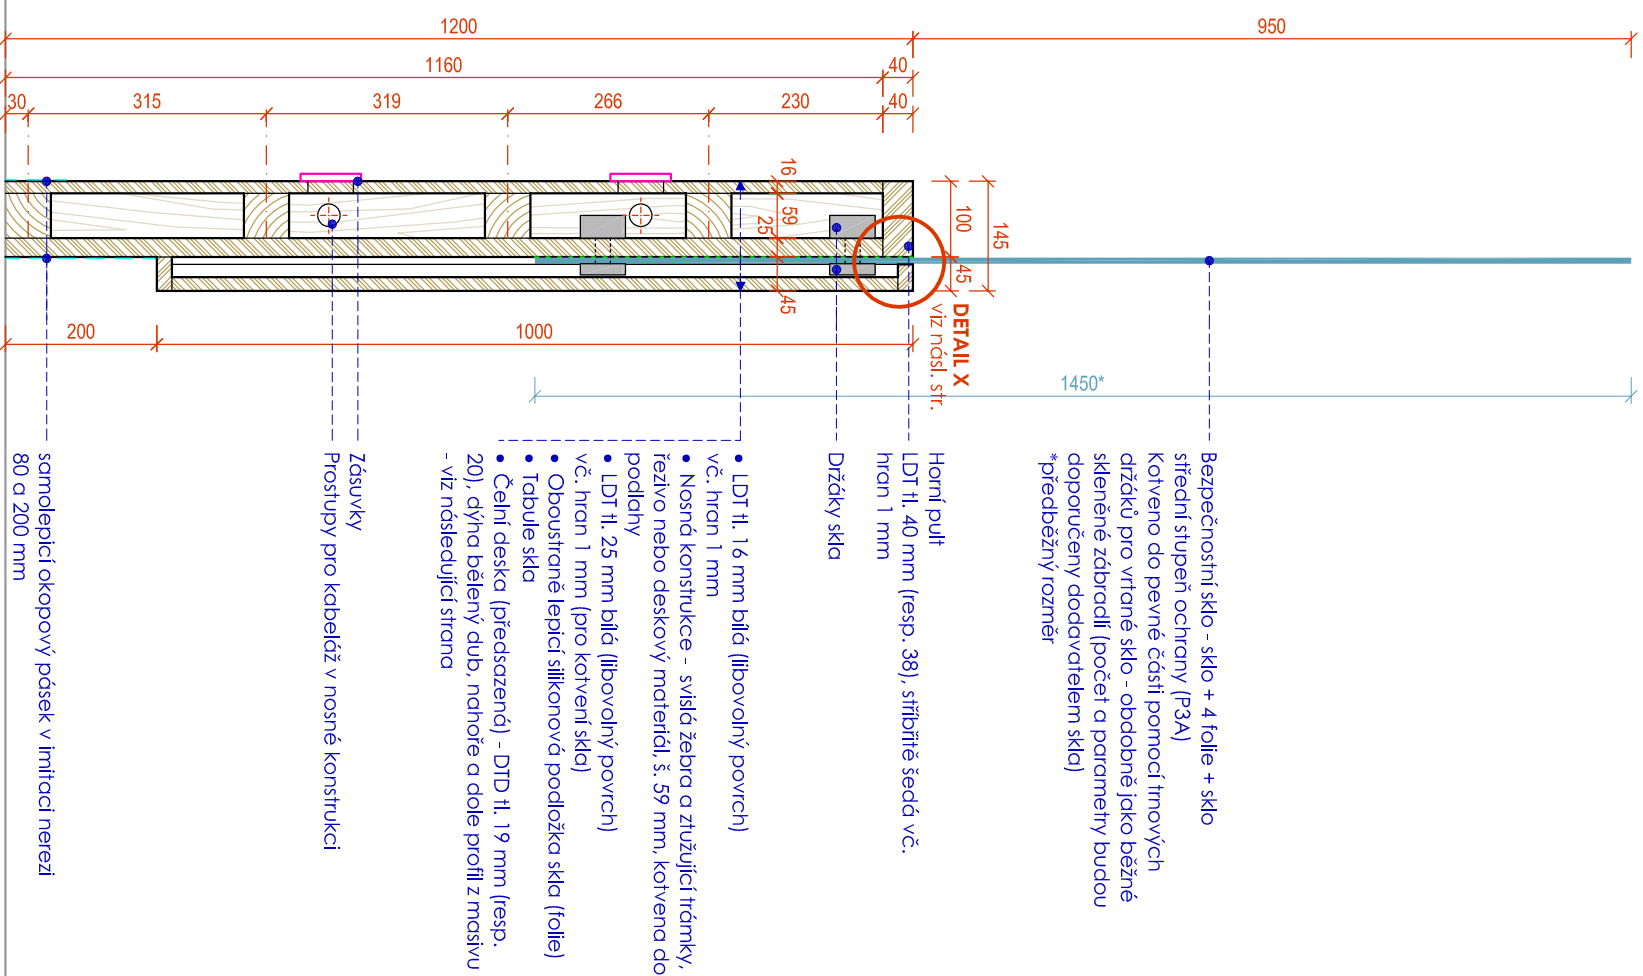 1200
950
1160
40
30
315
319
266
230
40
16
59
25
45
100
45
145
DETAIL X
viz násl. str.
200
1000
1450*
Bezpečnostní sklo - sklo + 4 folie + sklo
střední stupeň ochrany (P3A)
Kotveno do pevné části pomocí trnových
držáků pro vrtané sklo - obdobně jako běžné
skleněné zábradlí (počet a parametry budou
doporučeny dodavatelem skla)
*předběžný rozměr
Horní pult
LDT tl. 40 mm (resp. 38), stříbřitě šedá vč.
hran 1 mm
Držáky skla
• LDT tl. 16 mm bílá (libovolný povrch)
vč. hran 1 mm
• Nosná konstrukce - svislá žebra a ztužující trámky,
řezivo nebo deskový materiál, š. 59 mm, kotvena do
podlahy
• LDT tl. 25 mm bílá (libovolný povrch)
vč. hran 1 mm (pro kotvení skla)
• Oboustraně lepicí silikonová podložka skla (folie)
• Tabule skla
• Čelní deska (předsazená) - DTD tl. 19 mm (resp.
20), dýha bělený dub, nahoře a dole profil z masivu
- viz následující strana
Zásuvky
Prostupy pro kabeláž v nosné konstrukci
samolepicí okopový pásek v imitaci nerezi
80 a 200 mm